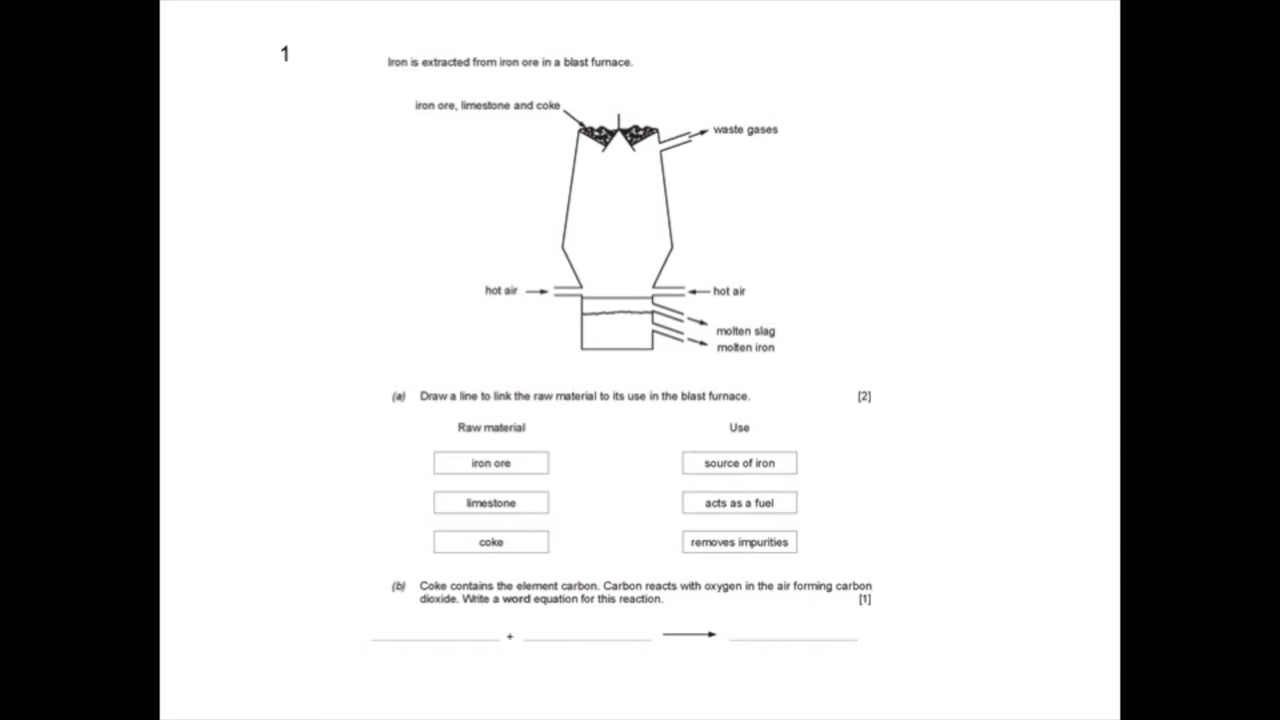 1
Iron is extracted from iron ore in a blast furnace.
iron ore, limestone and coke
waste gases
hot air
hot air
molten slag
molten iron
(a) Draw a line to link the raw material to its use in the blast furnace. [2]
Raw material Use
iron ore source of iron
limestone acts as a fuel
coke removes impurities
(b) Coke contains the element carbon. Carbon reacts with oxygen in the air forming carbon
dioxide. Write a word equation for this reaction. [1]
+